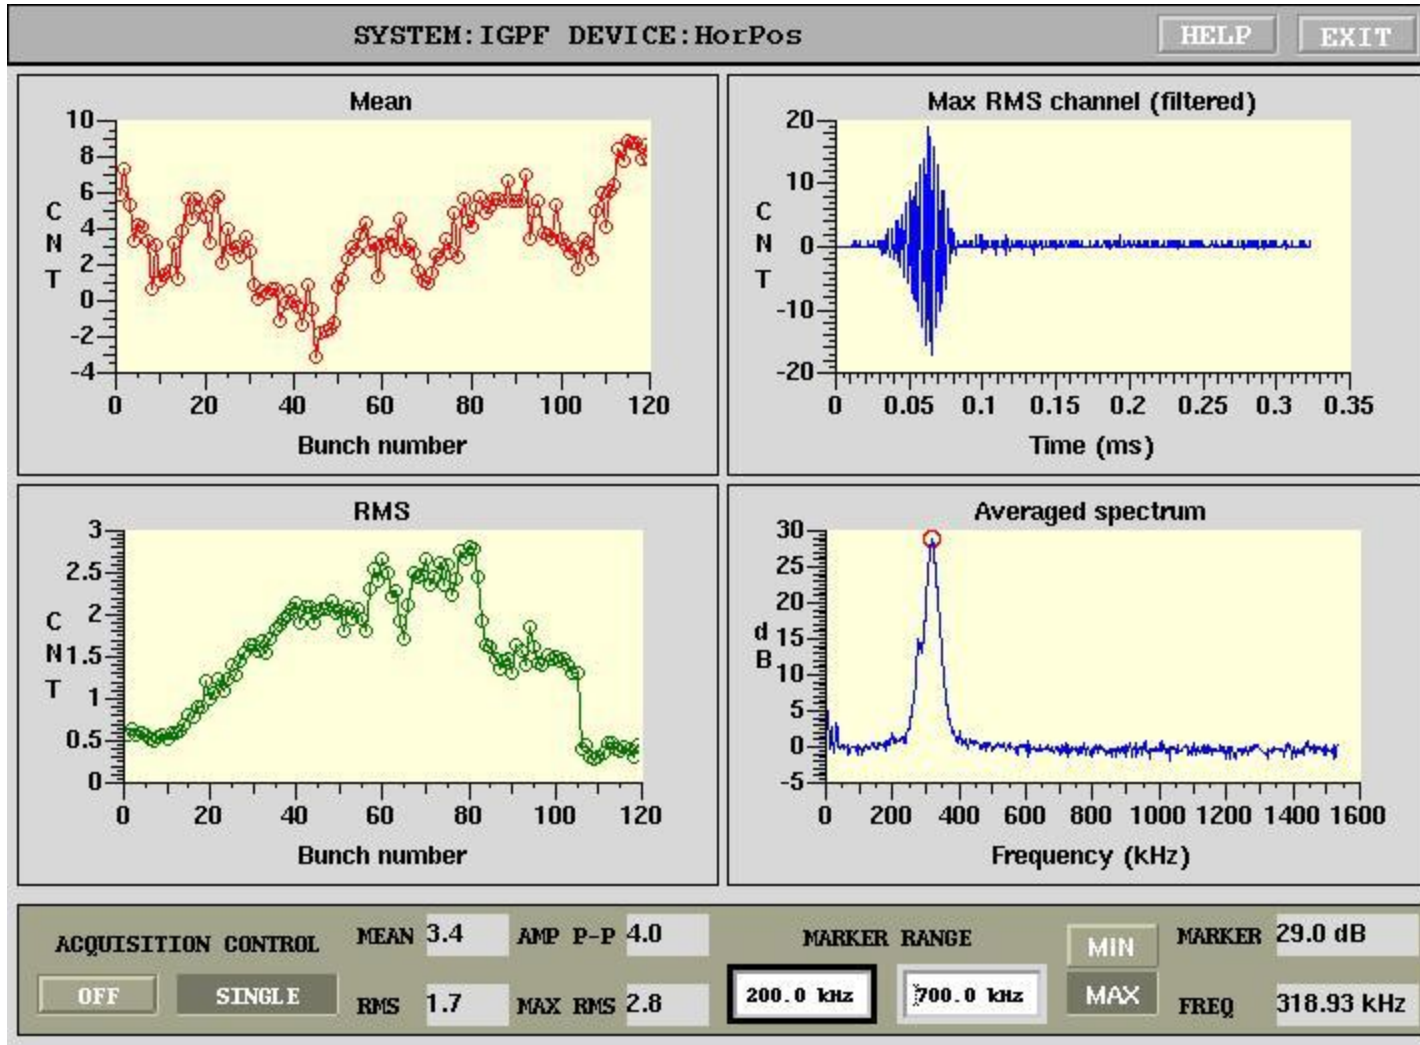 SYSTEM:IGPF DEVICE:HorPos
HELP
EXIT
Mean
10
8
6
4
2
0
-2
-4
C
N
T
0 20 40 60 80 100 120
Bunch number
Max RMS channel (filtered)
20
10
0
-10
-20
C
N
T
0 0.05 0.1 0.15 0.2 0.25 0.3 0.35
Time (ms)
RMS
3
2.5
2
1.5
1
0.5
0
C
N
T
0 20 40 60 80 100 120
Bunch number
Averaged spectrum
30
25
20
15
10
5
0
-5
d
B
0 200 400 600 800 1000 1200 1400 1600
Frequency (kHz)
ACQUISITION CONTROL
OFF
SINGLE
MEAN 3.4
AMP P-P 4.0
RMS 1.7
MAX RMS 2.8
MARKER RANGE
200.0 kHz
700.0 kHz
MIN
MAX
MARKER 29.0 dB
FREQ 318.93 kHz